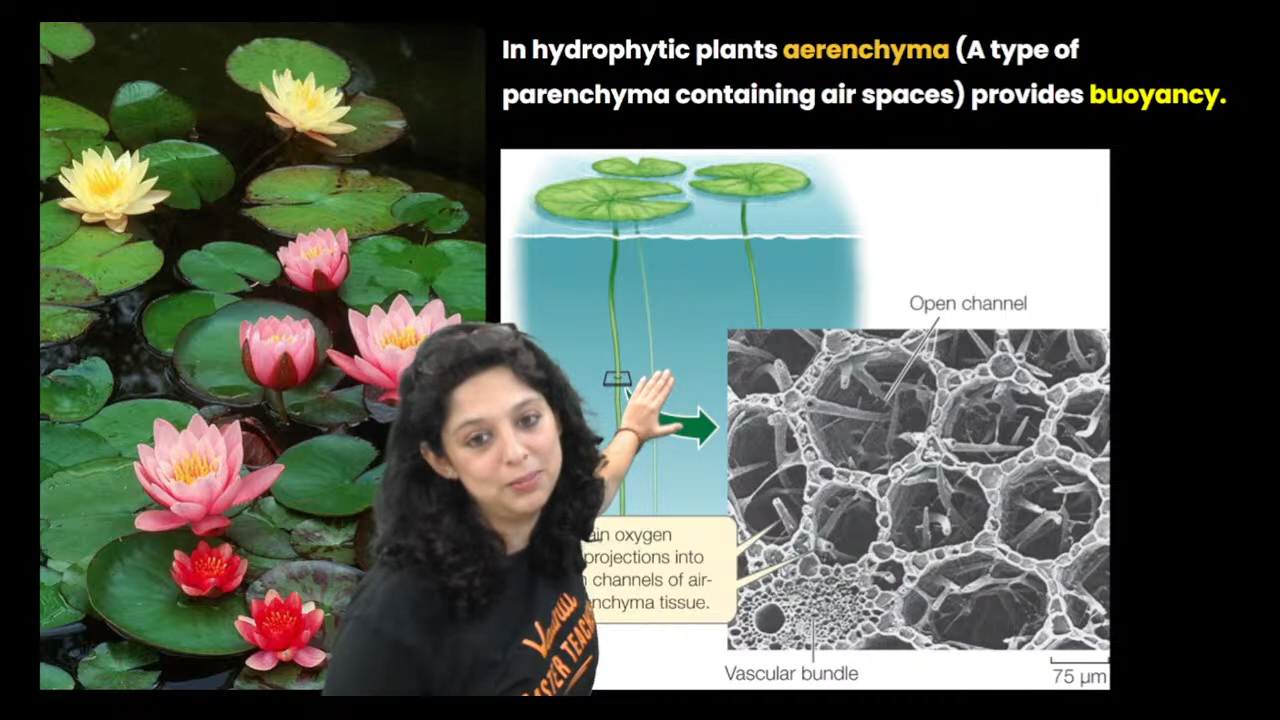 In hydrophytic plants aerenchyma (A type of
parenchyma containing air spaces) provides buoyancy.
Open channel
oxygen
projections into
channels of air-
tissue.
Vascular bundle
75 µm